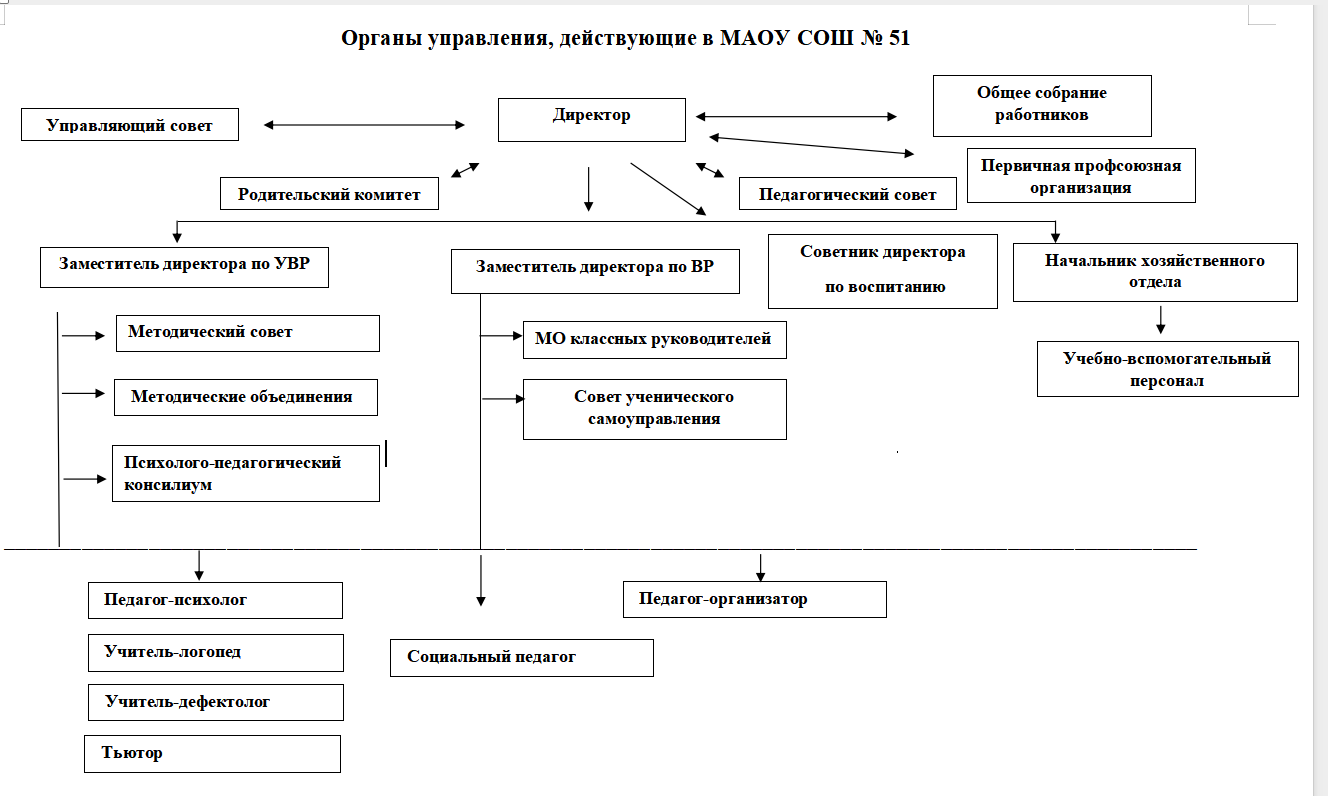 Органы управления, действующие в МАОУ СОШ № 51
Управляющий совет
Директор
Общее собрание
работников
Первичная профсоюзная
организация
Родительский комитет
Педагогический совет
Заместитель директора по УВР
Заместитель директора по ВР
Советник директора
по воспитанию
Начальник хозяйственного
отдела
Методический совет
МО классных руководителей
Учебно-вспомогательный
персонал
Методические объединения
Совет ученического
самоуправления
Психолого-педагогический
консилиум
Педагог-психолог
Педагог-организатор
Учитель-логопед
Социальный педагог
Учитель-дефектолог
Тьютор